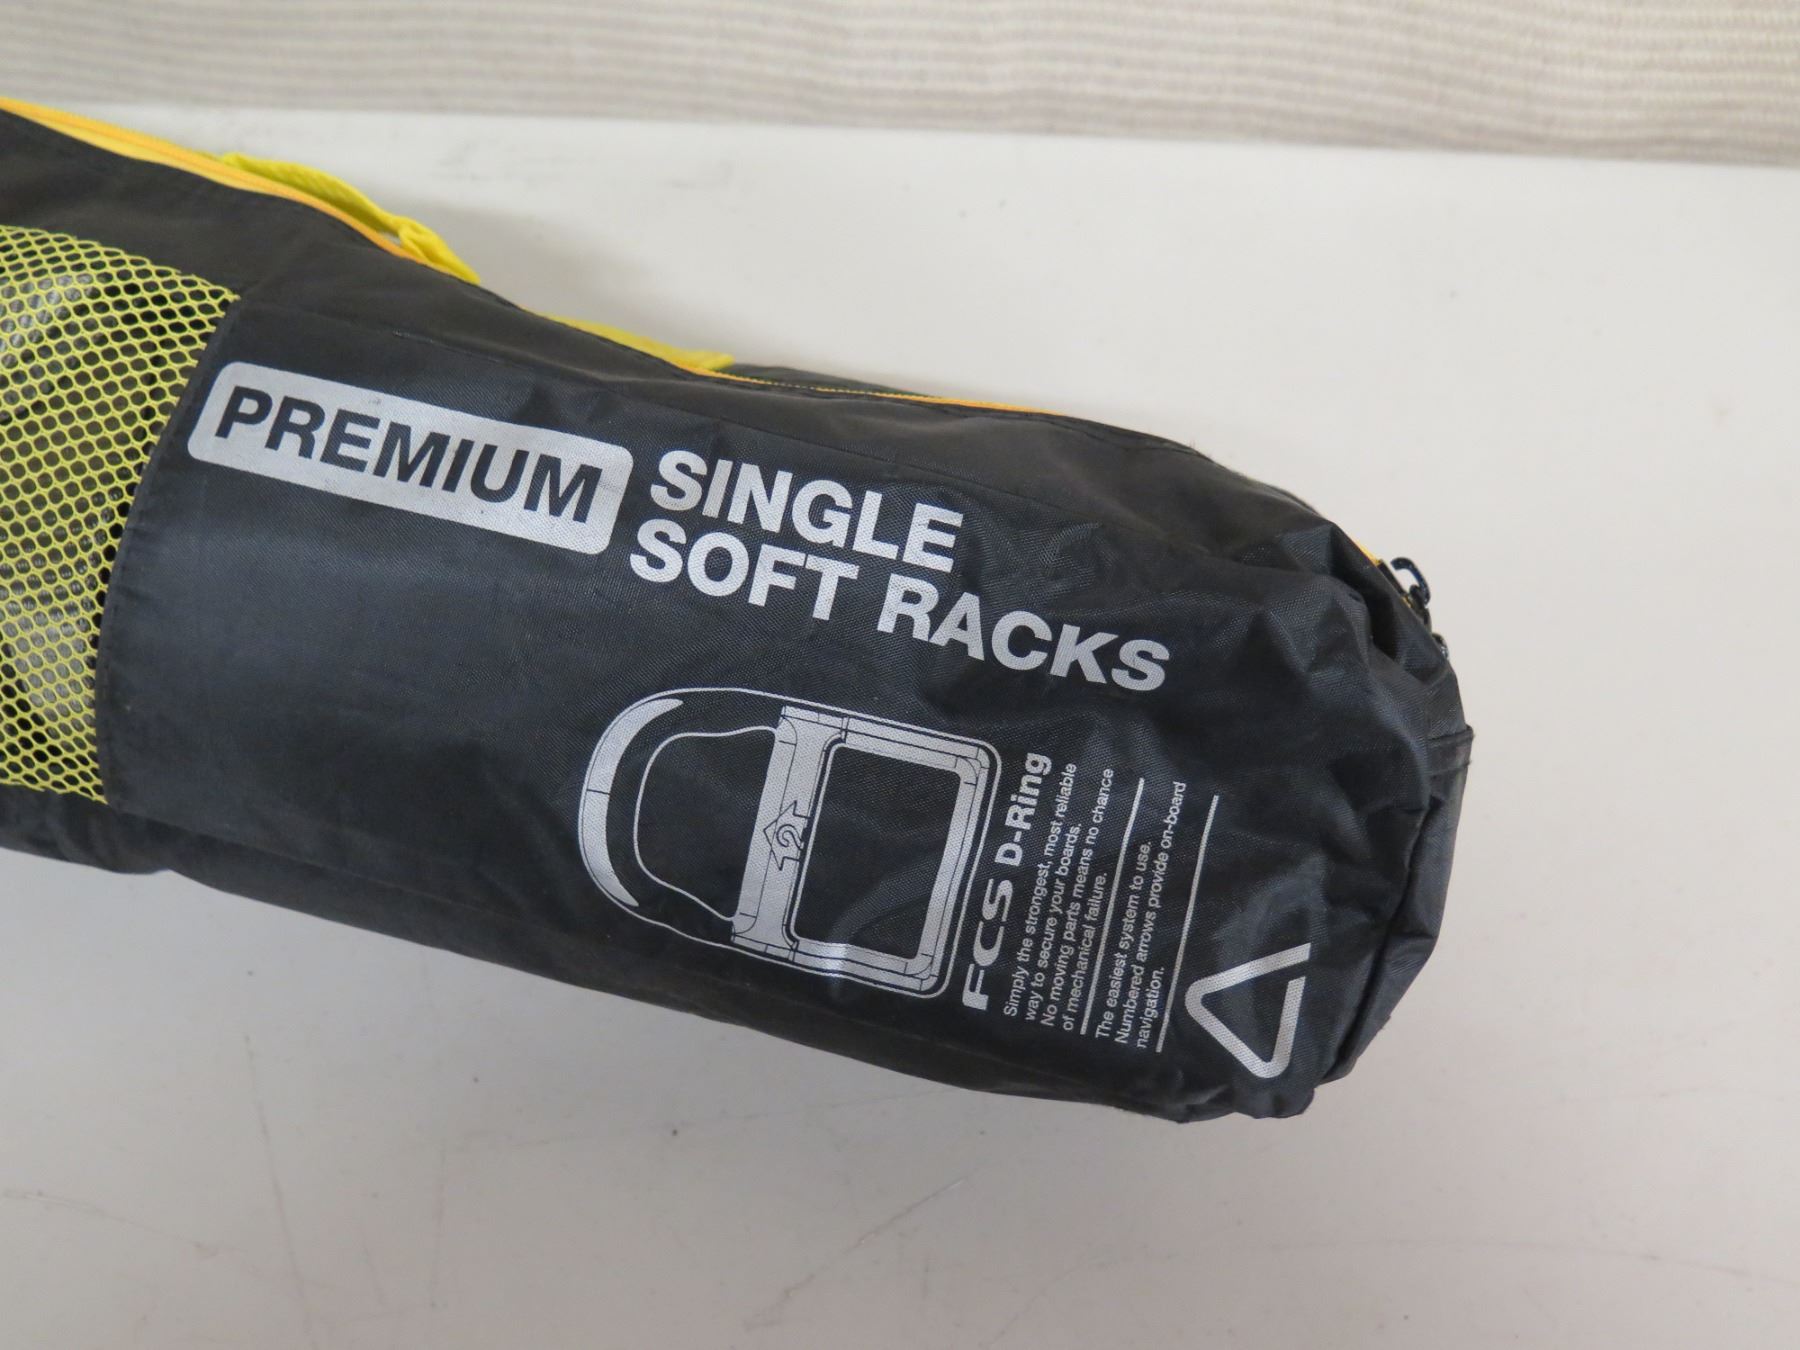 PREMIUM
SINGLE
SOFT RACKS
12
FCS D-Ring
Simply the strongest, most reliable
way to secure your boards.
No moving parts means no chance
of mechanical failure.
The easiest system to use.
Numbered arrows provide on-board
navigation.